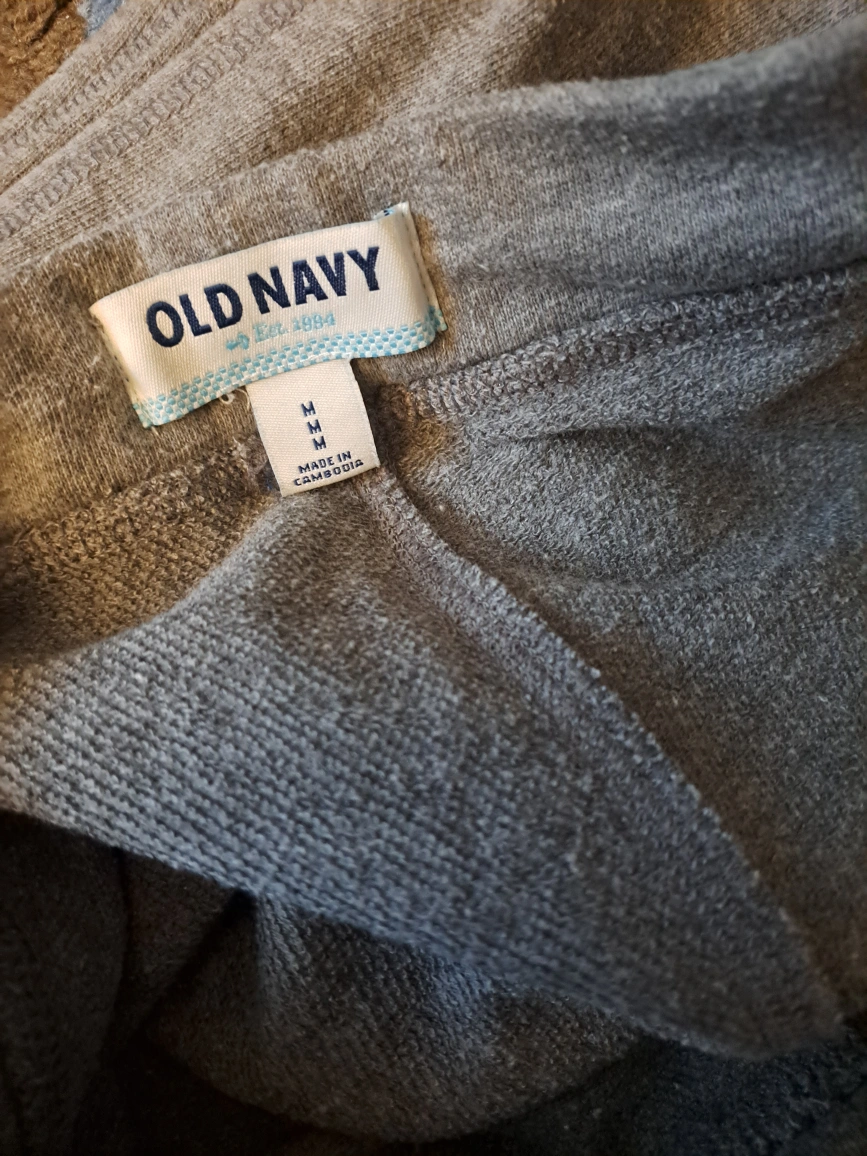 OLD NAVY
Est. 1994
M
M
M
MADE IN
CAMBODIA